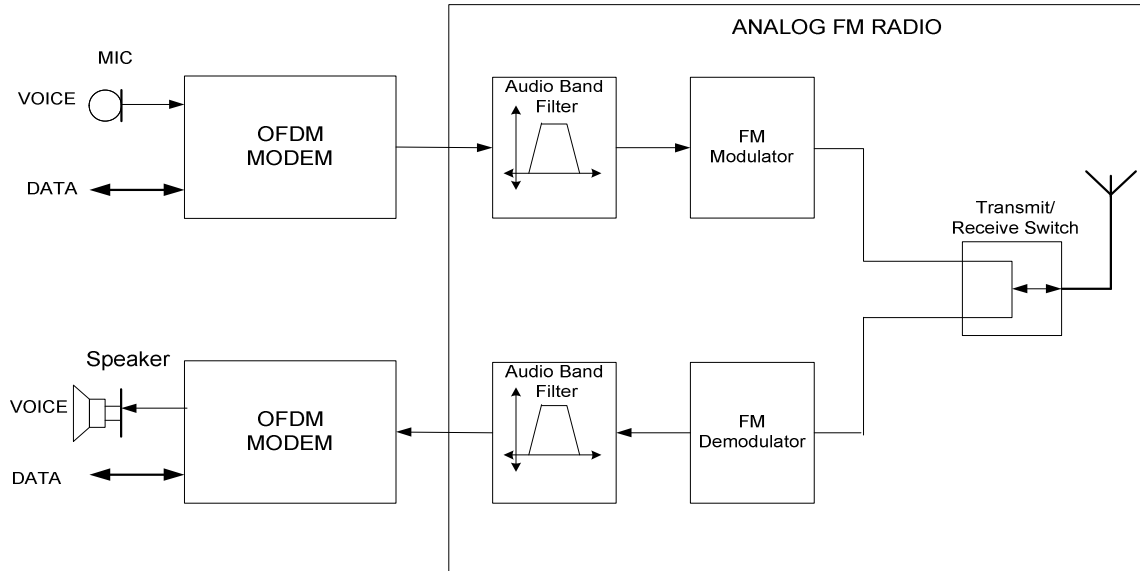 ANALOG FM RADIO
MIC
VOICE
DATA
OFDM
MODEM
Audio Band
Filter
FM
Modulator
Transmit/
Receive Switch
Speaker
VOICE
DATA
OFDM
MODEM
Audio Band
Filter
FM
Demodulator